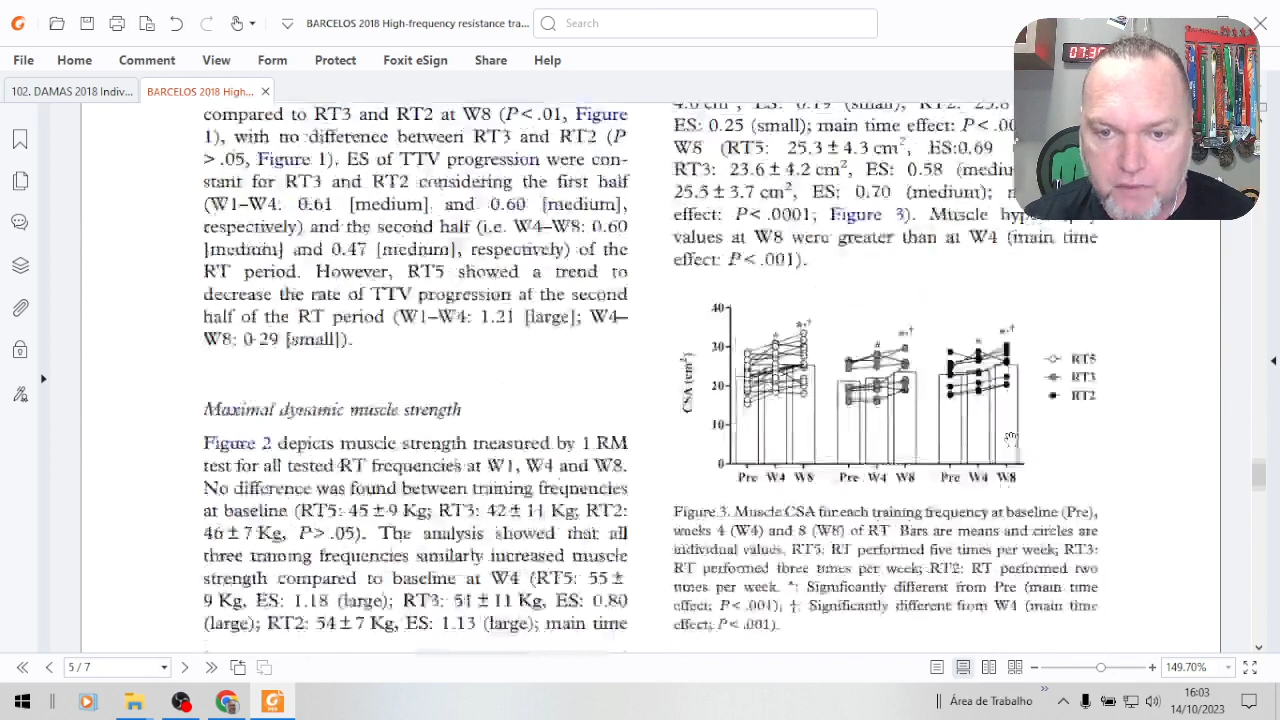 BARCELOS 2018 High-frequency resistance tra...
Search
File Home Comment View Form Protect Foxit eSign Share Help
102. DAMAS 2018 Indiv...
BARCELOS 2018 High...
07:30
compared to RT3 and RT2 at W8 (P < .01, Figure
1), with no difference between RT3 and RT2 (P
> .05, Figure 1). ES of TTV progression were con-
stant for RT3 and RT2 considering the first half
(W1–W4: 0.61 [medium] and 0.60 [medium],
respectively) and the second half (i.e. W4–W8: 0.60
[medium] and 0.47 [medium], respectively) of the
RT period. However, RT5 showed a trend to
decrease the rate of TTV progression at the second
half of the RT period (W1–W4: 1.21 [large]; W4–
W8: 0.29 [small]).
Maximal dynamic muscle strength
Figure 2 depicts muscle strength measured by 1 RM
test for all tested RT frequencies at W1, W4 and W8.
No difference was found between training frequencies
at baseline (RT5: 45 ± 9 Kg; RT3: 42 ± 11 Kg; RT2:
46 ± 7 Kg, P > .05). The analysis showed that all
three training frequencies similarly increased muscle
strength compared to baseline at W4 (RT5: 55 ±
9 Kg, ES: 1.18 (large); RT3: 51 ± 11 Kg, ES: 0.80
(large); RT2: 54 ± 7 Kg, ES: 1.13 (large); main time
4.0 cm², ES: 0.19 (small); RT2: 23.8
ES: 0.25 (small); main time effect: P < .00
W8 (RT5: 25.3 ± 4.3 cm², ES:0.69
RT3: 23.6 ± 4.2 cm², ES: 0.58 (mediu
25.5 ± 3.7 cm², ES: 0.70 (medium); m
effect: P < .0001; Figure 3). Muscle
values at W8 were greater than at W4 (main time
effect: P < .001).
40
30
20
10
0
CSA (cm²)
Pre W4 W8 Pre W4 W8 Pre W4 W8
RT5
RT3
RT2
Figure 3. Muscle CSA for each training frequency at baseline (Pre),
weeks 4 (W4) and 8 (W8) of RT. Bars are means and circles are
individual values. RT5: RT performed five times per week; RT3:
RT performed three times per week; RT2: RT performed two
times per week. *: Significantly different from Pre (main time
effect; P < .001), †: Significantly different from W4 (main time
effect; P < .001).
5 / 7
149.70%
Área de Trabalho
16:03
14/10/2023